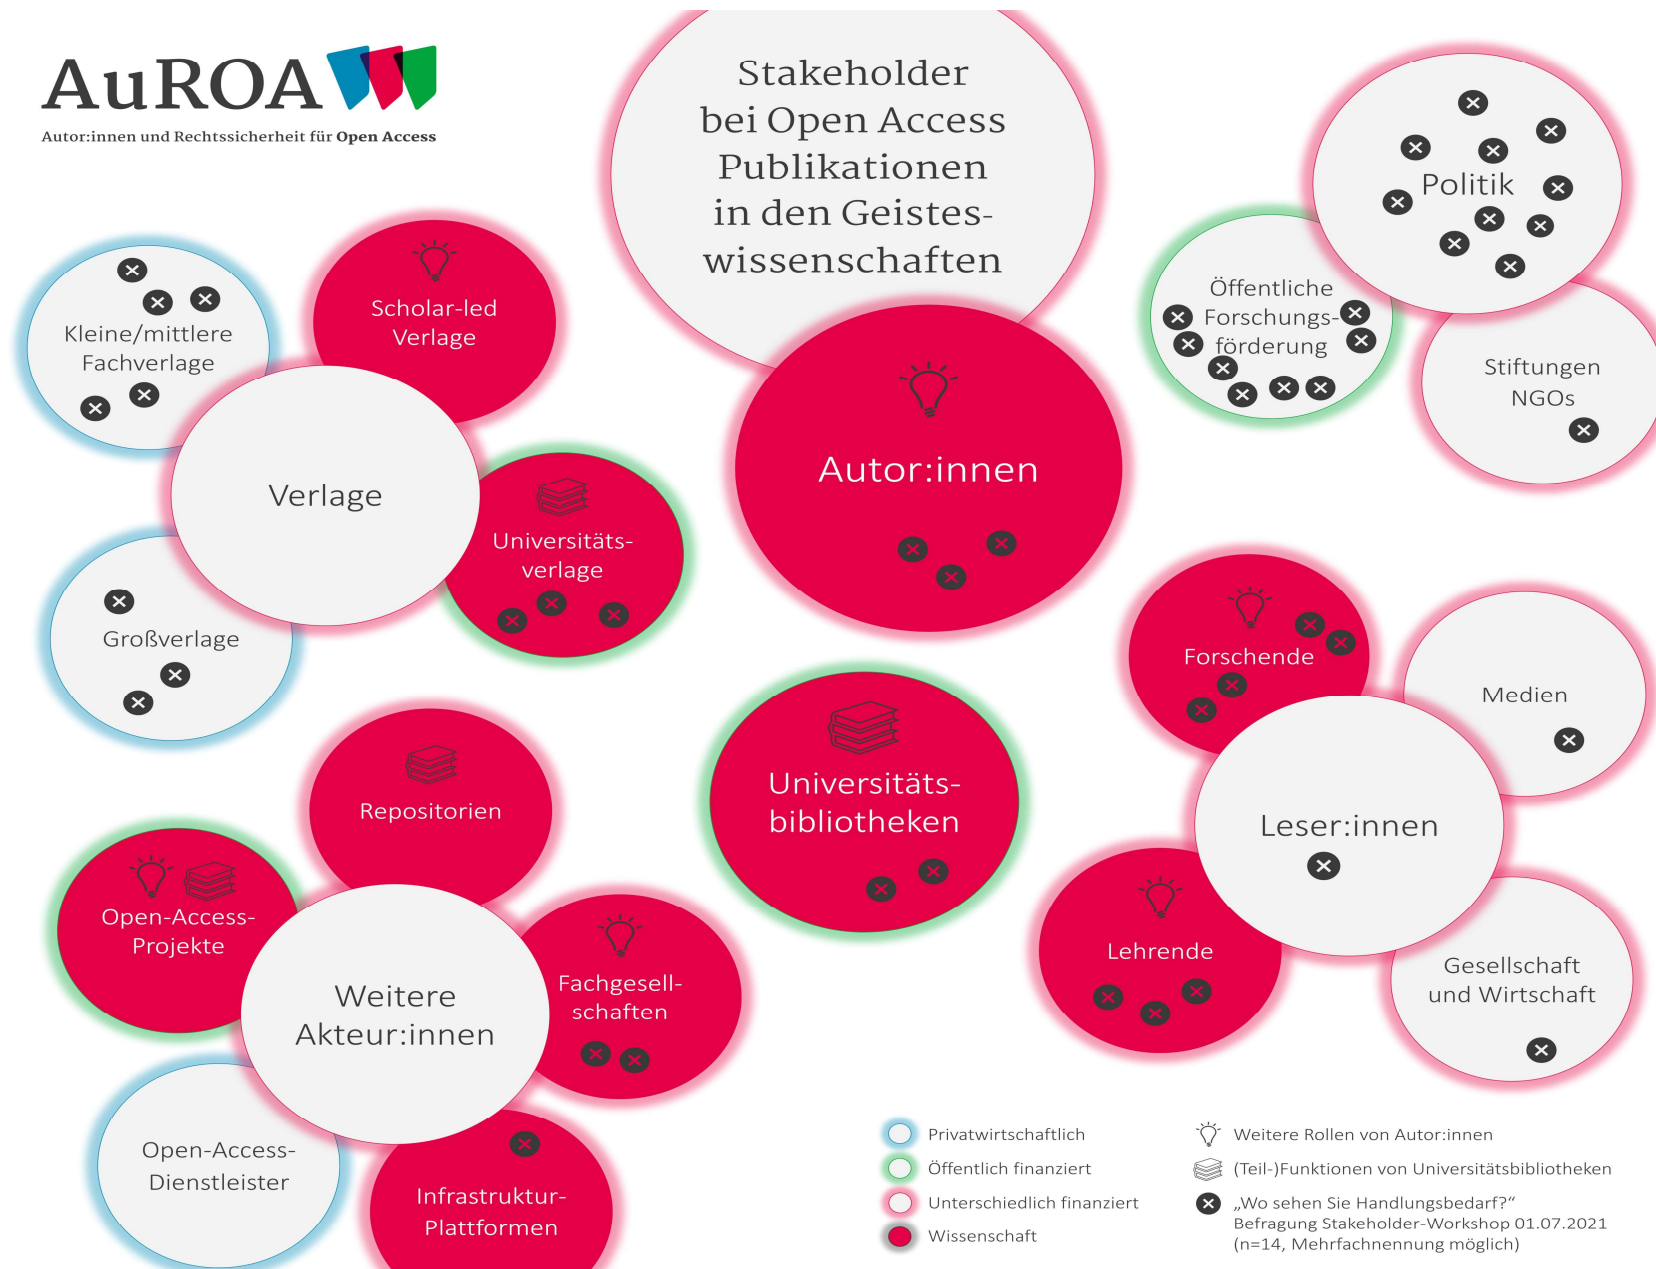 AuROA
Autor:innen und Rechtssicherheit für Open Access
Stakeholder
bei Open Access
Publikationen
in den Geistes-
wissenschaften
Politik
Öffentliche
Forschungs-
förderung
Stiftungen
NGOs
Kleine/mittlere
Fachverlage
Scholar-led
Verlage
Verlage
Universitäts-
verlage
Großverlage
Autor:innen
Forschende
Medien
Leser:innen
Lehrende
Gesellschaft
und Wirtschaft
Universitäts-
bibliotheken
Repositorien
Open-Access-
Projekte
Weitere
Akteur:innen
Fachgesell-
schaften
Open-Access-
Dienstleister
Infrastruktur-
Plattformen
Privatwirtschaftlich
Öffentlich finanziert
Unterschiedlich finanziert
Wissenschaft
Weitere Rollen von Autor:innen
(Teil-)Funktionen von Universitätsbibliotheken
„Wo sehen Sie Handlungsbedarf?“
Befragung Stakeholder-Workshop 01.07.2021
(n=14, Mehrfachnennung möglich)